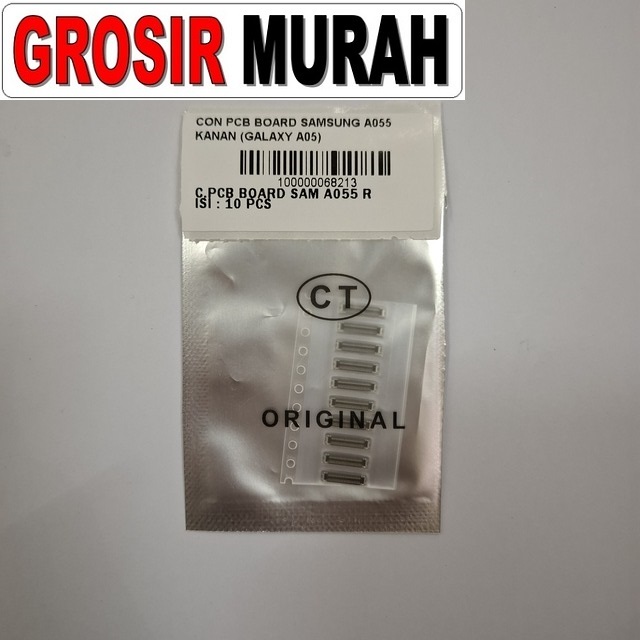 GROSIR MURAH
CON PCB BOARD SAMSUNG A055
KANAN (GALAXY A05)
100000068213
C PCB BOARD SAM A055 R
ISI : 10 PCS
CT
ORIGINAL